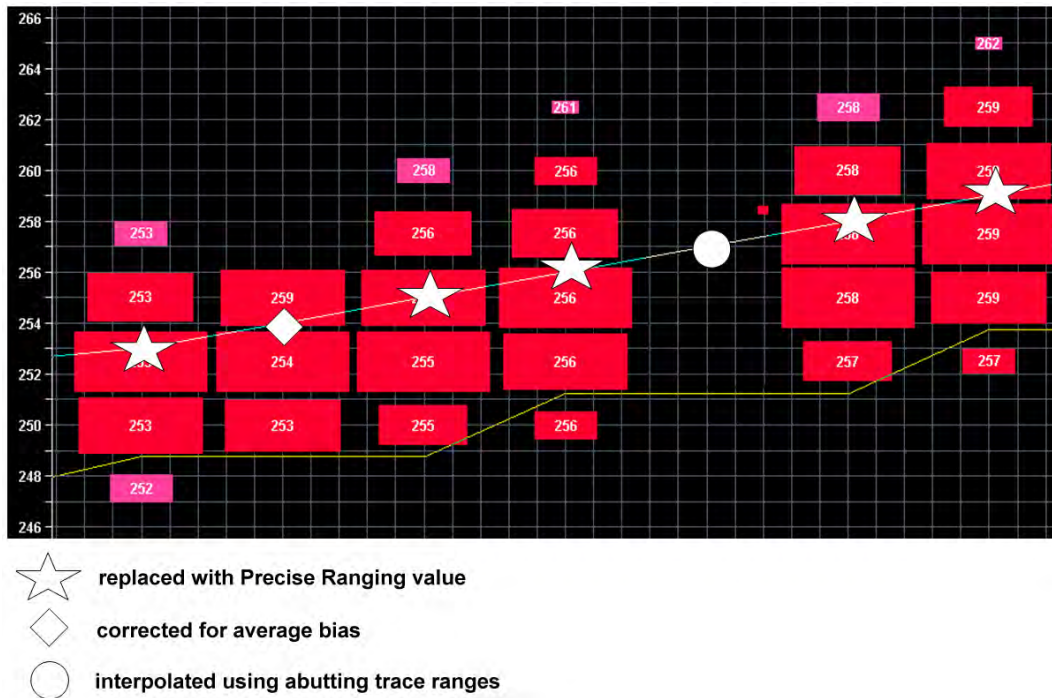 266
262
264
258 261 258 259
262
260 258 256 258
258
253 256 256 259
256
253 259 256 258 259
254
254 255 256 257 257
252
250 253 253 255 256
248
252
246
replaced with Precise Ranging value
corrected for average bias
interpolated using abutting trace ranges